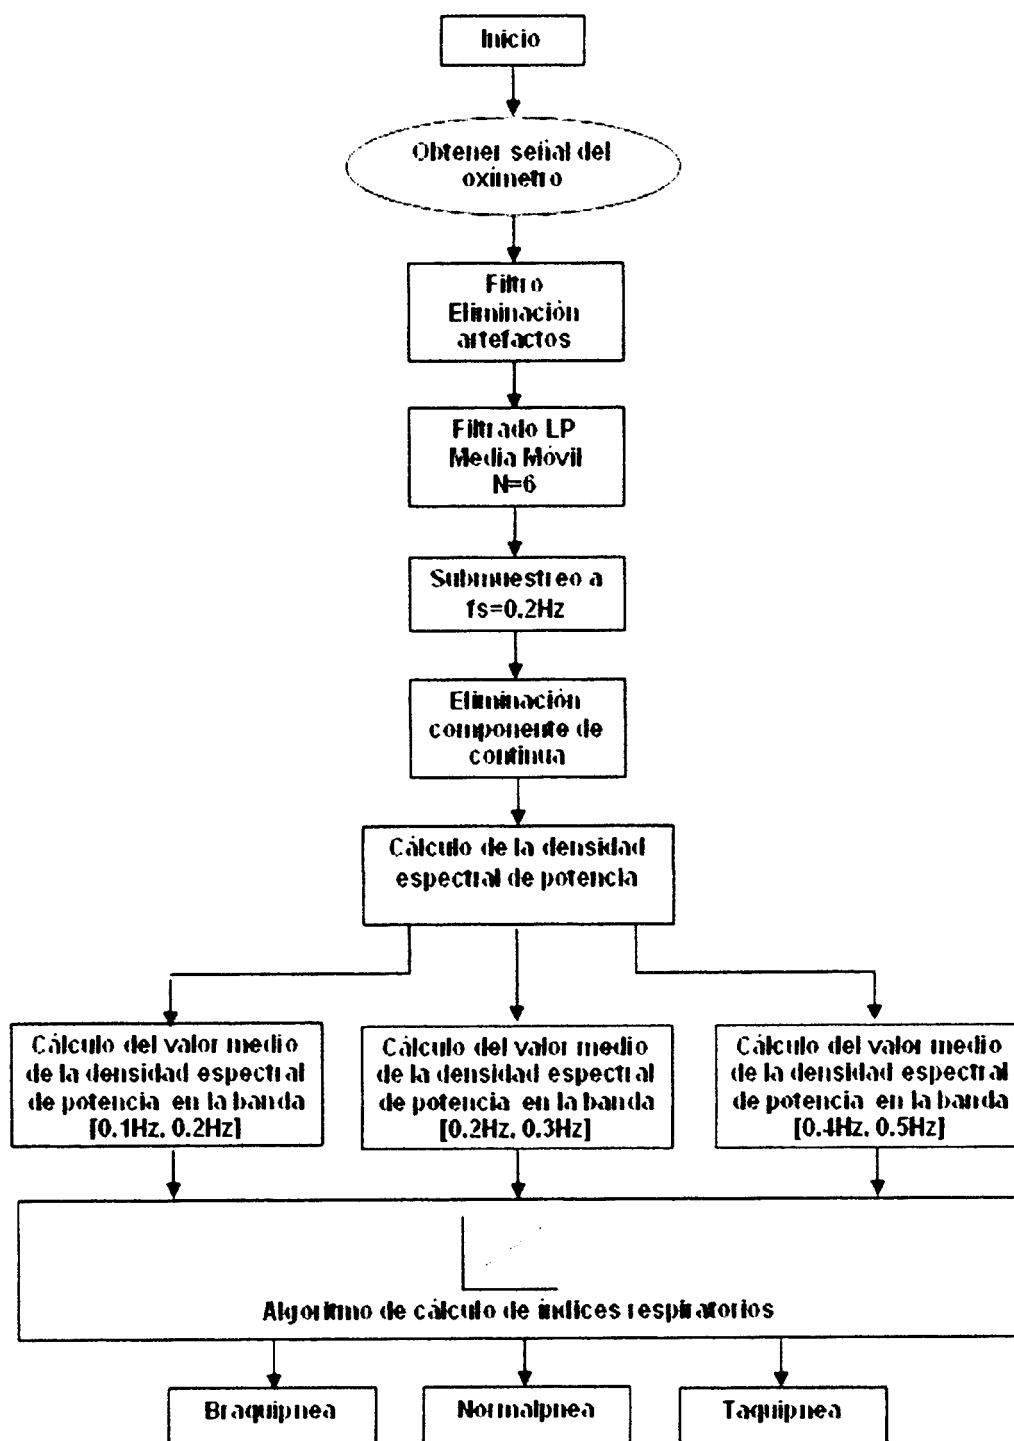 Inicio
Obtener señal del
oxímetro
Filtro
Eliminación
artefactos
Filtrado LP
Media Móvil
N=6
Submuestreo a
fs=0.2Hz
Eliminación
componente de
continua
Cálculo de la densidad
espectral de potencia
Cálculo del valor medio
de la densidad espectral
de potencia en la banda
[0.1Hz, 0.2Hz]
Cálculo del valor medio
de la densidad espectral
de potencia en la banda
[0.2Hz, 0.3Hz]
Cálculo del valor medio
de la densidad espectral
de potencia en la banda
[0.4Hz, 0.5Hz]
Algoritmo de cálculo de índices respiratorios
Braquipnea
Normalpnea
Taquipnea